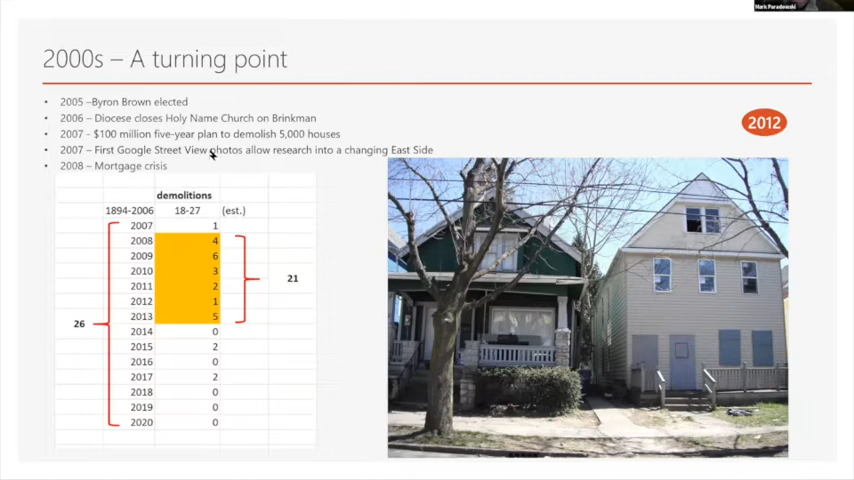 Mark Paradowski
2000s – A turning point
• 2005 –Byron Brown elected
• 2006 – Diocese closes Holy Name Church on Brinkman
• 2007 - $100 million five-year plan to demolish 5,000 houses
• 2007 – First Google Street View photos allow research into a changing East Side
• 2008 – Mortgage crisis
2012
demolitions
1894-2006 18-27 (est.)
2007 1
2008 4
2009 6
2010 3
2011 2
2012 1
2013 5
2014 0
2015 2
2016 0
2017 2
2018 0
2019 0
2020 0
21
26